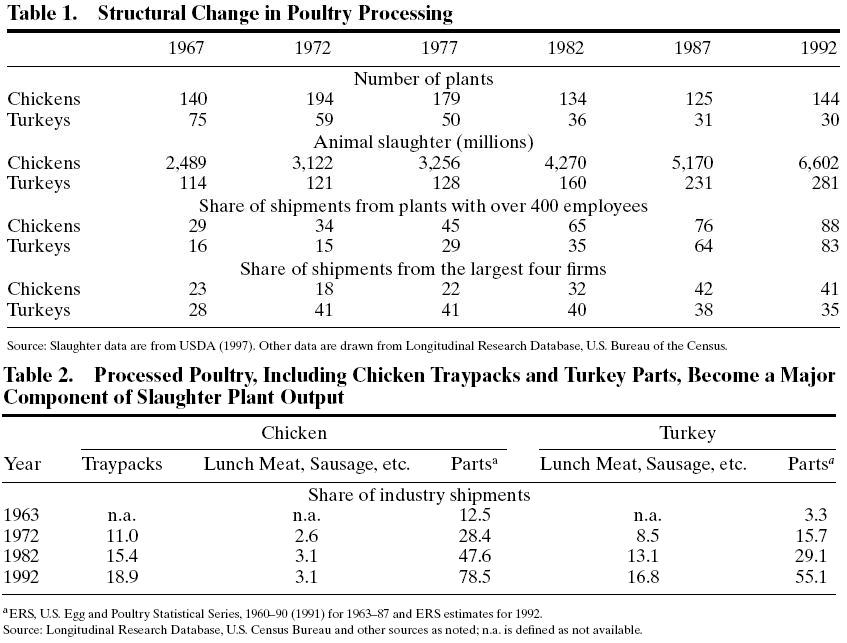 Table 1. Structural Change in Poultry Processing
1967 1972 1977 1982 1987 1992
Number of plants
Chickens 140 194 179 134 125 144
Turkeys 75 59 50 36 31 30
Animal slaughter (millions)
Chickens 2,489 3,122 3,256 4,270 5,170 6,602
Turkeys 114 121 128 160 231 281
Share of shipments from plants with over 400 employees
Chickens 29 34 45 65 76 88
Turkeys 16 15 29 35 64 83
Share of shipments from the largest four firms
Chickens 23 18 22 32 42 41
Turkeys 28 41 41 40 38 35
Source: Slaughter data are from USDA (1997). Other data are drawn from Longitudinal Research Database, U.S. Bureau of the Census.
Table 2. Processed Poultry, Including Chicken Traypacks and Turkey Parts, Become a Major
Component of Slaughter Plant Output
Chicken Turkey
Year Traypacks Lunch Meat, Sausage, etc. Partsᵃ Lunch Meat, Sausage, etc. Partsᵃ
Share of industry shipments
1963 n.a. n.a. 12.5 n.a. 3.3
1972 11.0 2.6 28.4 8.5 15.7
1982 15.4 3.1 47.6 13.1 29.1
1992 18.9 3.1 78.5 16.8 55.1
ᵃERS, U.S. Egg and Poultry Statistical Series, 1960–90 (1991) for 1963–87 and ERS estimates for 1992.
Source: Longitudinal Research Database, U.S. Census Bureau and other sources as noted; n.a. is defined as not available.